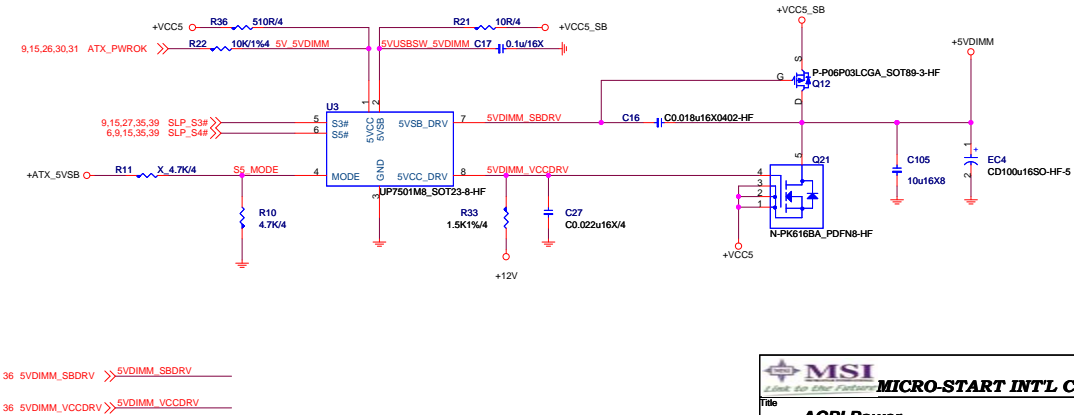 +VCC5 R36 510R/4 R21 10R/4 +VCC5_SB +VCC5_SB
9,15,26,30,31 ATX_PWROK R22 10K/1%4 5V_5VDIMM 5VUSBSW_5VDIMM C17 0.1u/16X +5VDIMM
S
G P-P06P03LCGA_SOT89-3-HF
Q12
D
U3 1 2
9,15,27,35,39 SLP_S3# 5 S3# 5VCC 5VSB 5VSB_DRV 7 5VDIMM_SBDRV C16 C0.018u16X0402-HF
6,9,15,35,39 SLP_S4# 6 S5#
+ATX_5VSB R11 X_4.7K/4 S5_MODE 4 MODE GND 5VCC_DRV 8 5VDIMM_VCCDRV
UP7501M8_SOT23-8-HF
3
R10
4.7K/4
R33
1.5K1%/4
C27
C0.022u16X/4
+12V
5 Q21
4
3
2
1
N-PK616BA_PDFN8-HF
+VCC5
C105
10u16X8
1 +
2
EC4
CD100u16SO-HF-5
36 5VDIMM_SBDRV 5VDIMM_SBDRV
36 5VDIMM_VCCDRV 5VDIMM_VCCDRV
MSI
Link to the Future
MICRO-START INT'L C
Title